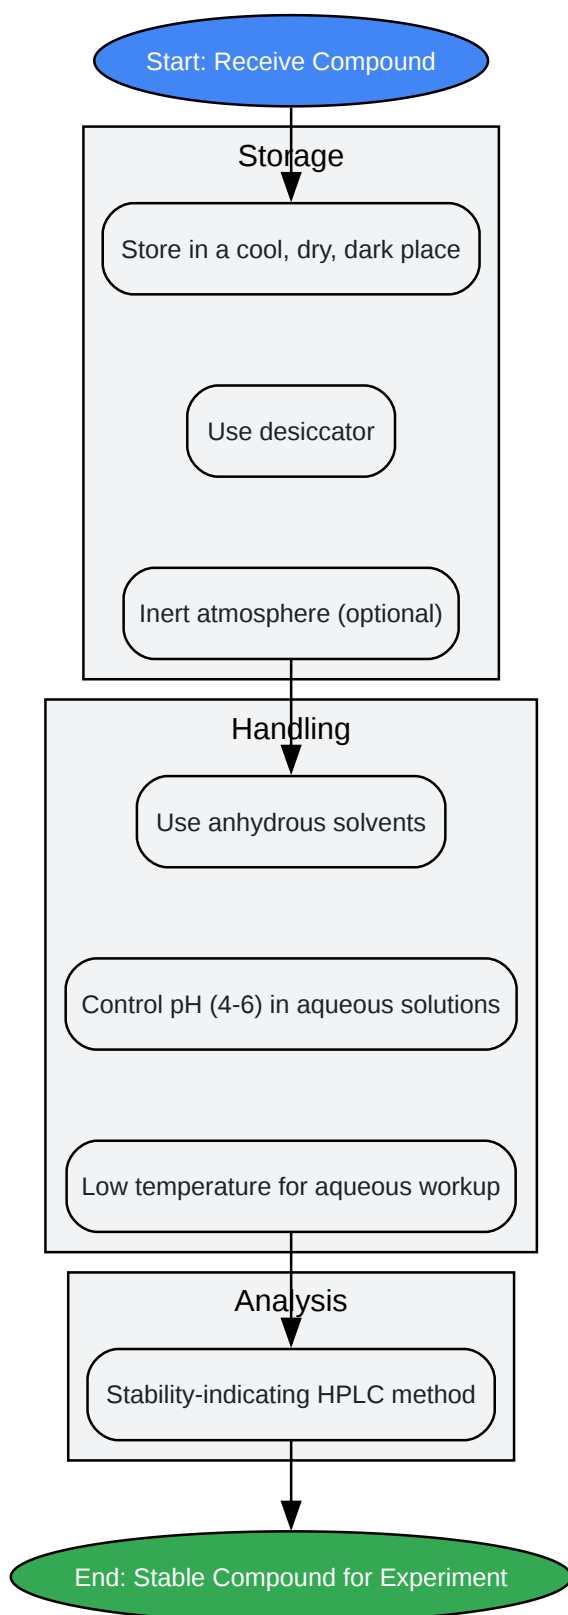 Start: Receive Compound
Storage
Store in a cool, dry, dark place
Use desiccator
Inert atmosphere (optional)
Handling
Use anhydrous solvents
Control pH (4-6) in aqueous solutions
Low temperature for aqueous workup
Analysis
Stability-indicating HPLC method
End: Stable Compound for Experiment